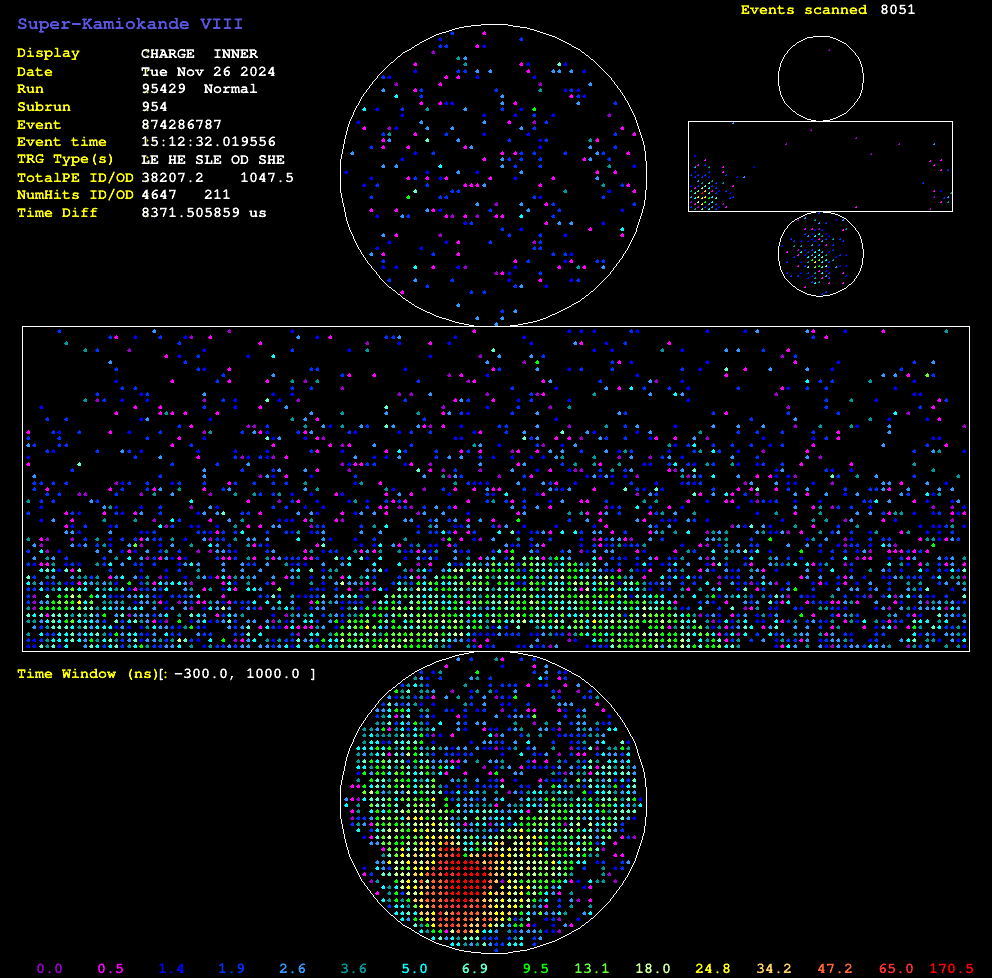 Super-Kamiokande VIII
Events scanned 8051
Display CHARGE INNER
Date Tue Nov 26 2024
Run 95429 Normal
Subrun 954
Event 874286787
Event time 15:12:32.019556
TRG Type(s) LE HE SLE OD SHE
TotalPE ID/OD 38207.2 1047.5
NumHits ID/OD 4647 211
Time Diff 8371.505859 us
Time Window (ns)[: −300.0, 1000.0 ]
0.0 0.5 1.4 1.9 2.6 3.6 5.0 6.9 9.5 13.1 18.0 24.8 34.2 47.2 65.0 170.5